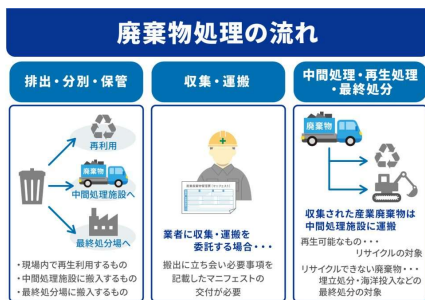 廃棄物処理の流れ
排出・分別・保管
再利用
廃棄物
中間処理施設へ
最終処分場へ
・現場内で再生利用するもの
・中間処理施設に搬入するもの
・最終処分場に搬入するもの
収集・運搬
業者に収集・運搬を
委託する場合・・・
搬出に立ち会い必要事項を
記載したマニフェストの
交付が必要
中間処理・再生処理
・最終処分
廃棄物
収集された産業廃棄物は
中間処理施設に運搬
再生可能なもの・・・
リサイクルの対象
リサイクルできない廃棄物・・・
埋立処分・海洋投入などの
最終処分の対象